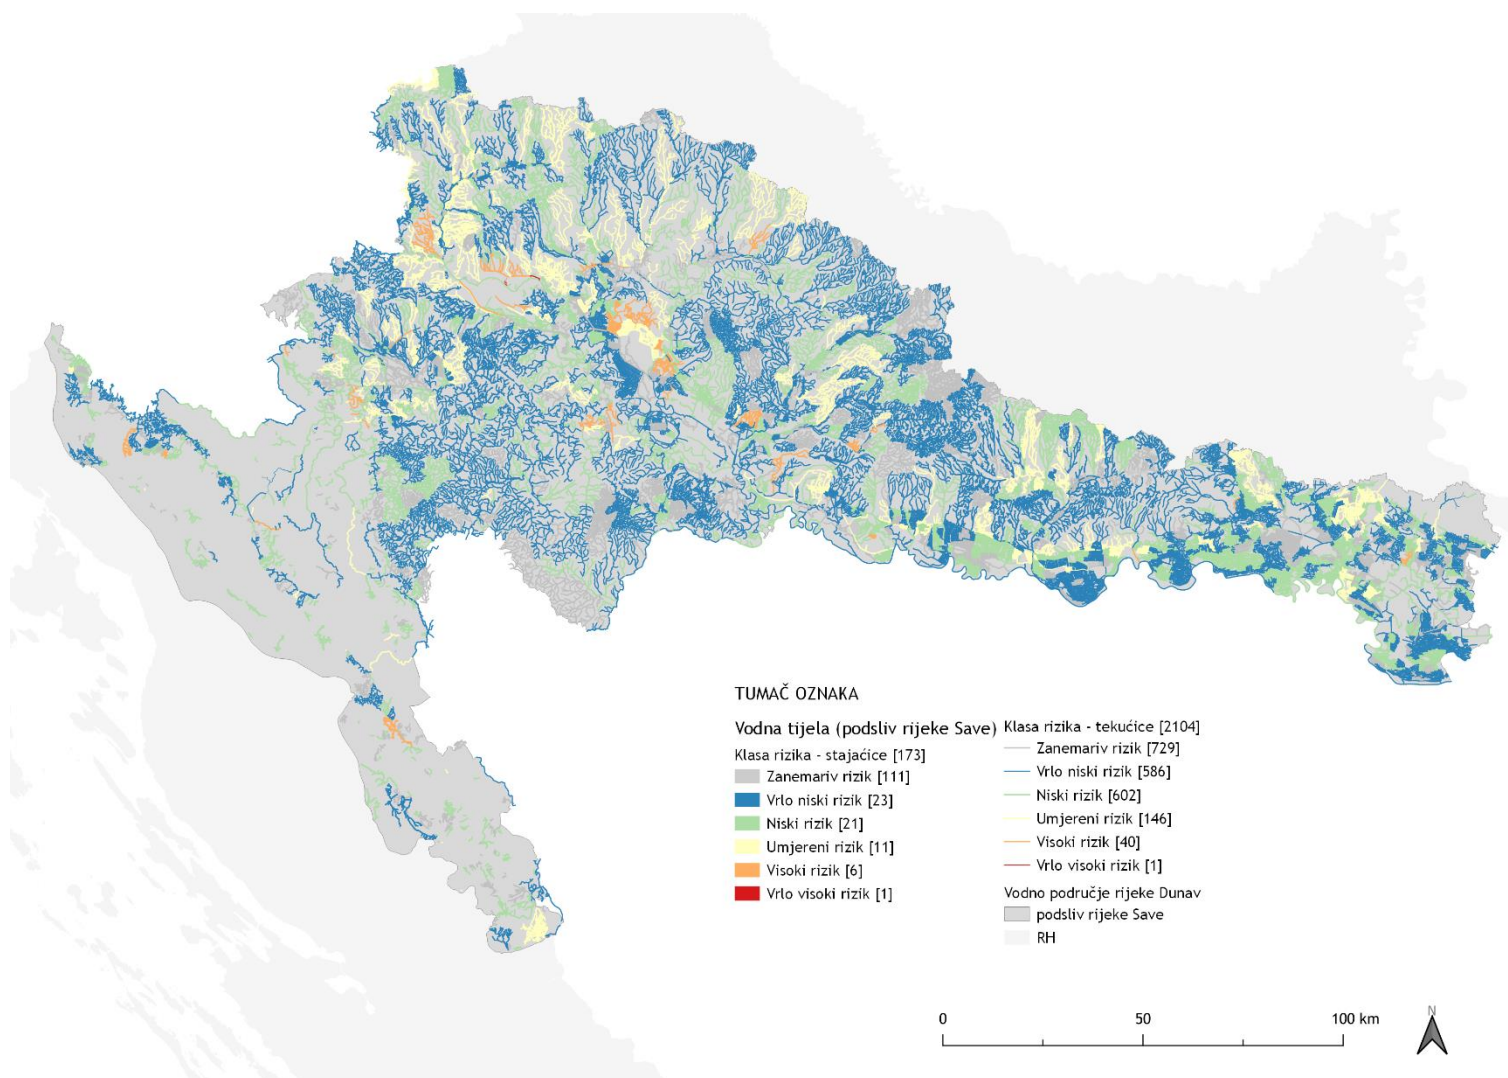 TUMAČ OZNAKA
Vodna tijela (podsliv rijeke Save)
Klasa rizika - stajaćice [173]
Zanemariv rizik [111]
Vrlo niski rizik [23]
Niski rizik [21]
Umjereni rizik [11]
Visoki rizik [6]
Vrlo visoki rizik [1]
Klasa rizika - tekućice [2104]
Zanemariv rizik [729]
Vrlo niski rizik [586]
Niski rizik [602]
Umjereni rizik [146]
Visoki rizik [40]
Vrlo visoki rizik [1]
Vodno područje rijeke Dunav
podsliv rijeke Save
RH
0 50 100 km
N